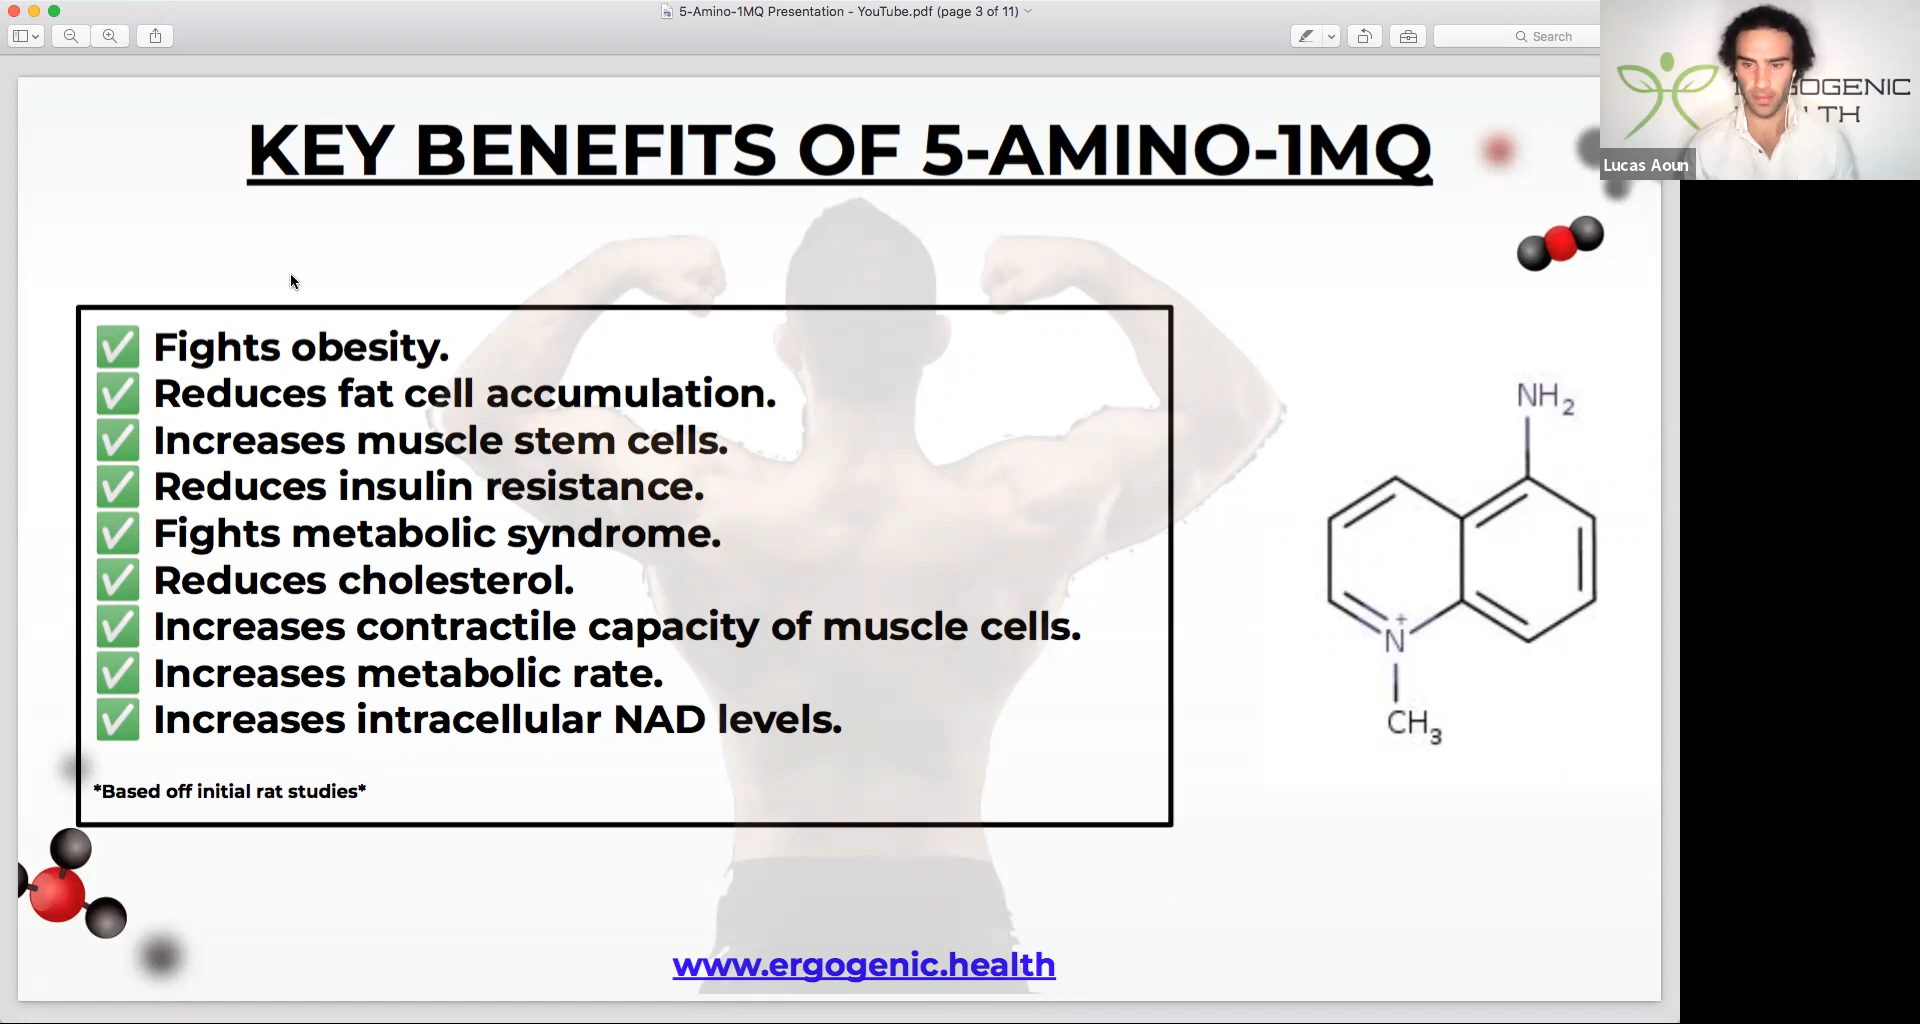 5-Amino-1MQ Presentation - YouTube.pdf (page 3 of 11)
Search
GOGENIC
TH
Lucas Aoun
KEY BENEFITS OF 5-AMINO-1MQ
✅ Fights obesity.
✅ Reduces fat cell accumulation.
✅ Increases muscle stem cells.
✅ Reduces insulin resistance.
✅ Fights metabolic syndrome.
✅ Reduces cholesterol.
✅ Increases contractile capacity of muscle cells.
✅ Increases metabolic rate.
✅ Increases intracellular NAD levels.
*Based off initial rat studies*
NH2
N+
CH3
www.ergogenic.health